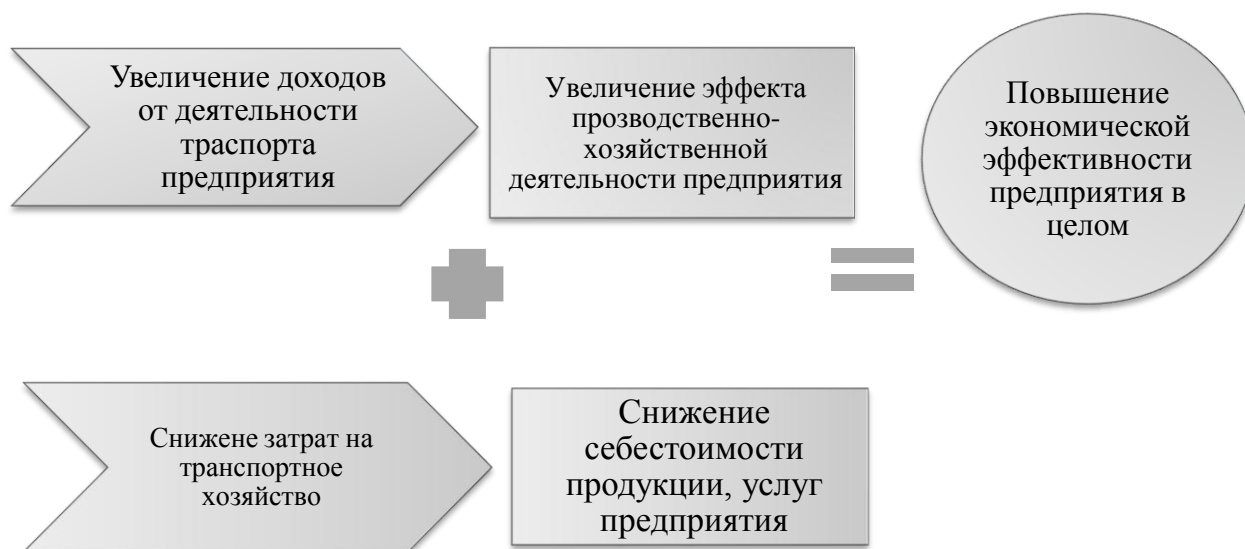 Увеличение доходов
от деятельности
траспорта
предприятия
Увеличение эффекта
прозводственно-
хозяйственной
деятельности предприятия
Повышение
экономической
эффективности
предприятия в
целом
Снижене затрат на
транспортное
хозяйство
Снижение
себестоимости
продукции, услуг
предприятия